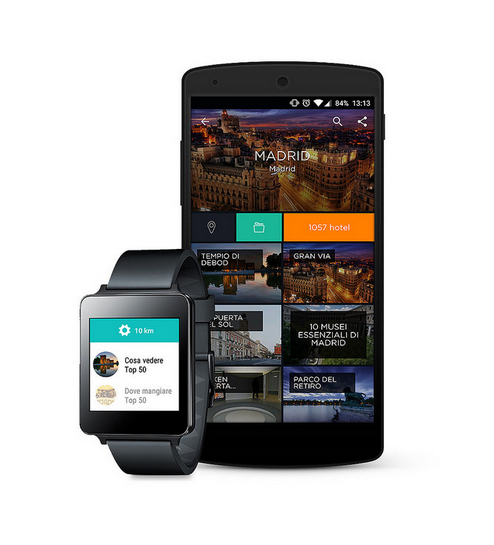 84% 13:13
MADRID
Madrid
1057 hotel
TEMPIO DI
DEBOD
GRAN VIA
PUERTA
SOL
10 MUSEI
ESSENZIALI DI
MADRID
PARCO DEL
RETIRO
10 km
Cosa vedere
Top 50
Dove mangiare
Top 50